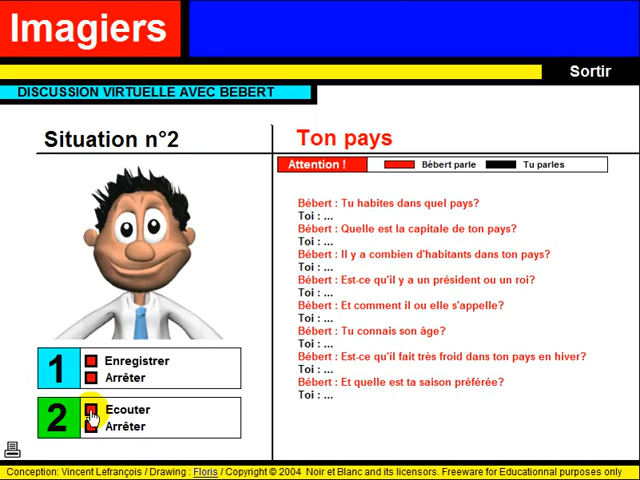 Imagiers
Sortir
DISCUSSION VIRTUELLE AVEC BEBERT
Situation n°2
Ton pays
Attention !
Bébert parle
Tu parles
Bébert : Tu habites dans quel pays?
Toi : ...
Bébert : Quelle est la capitale de ton pays?
Toi : ...
Bébert : Il y a combien d'habitants dans ton pays?
Toi : ...
Bébert : Est-ce qu'il y a un président ou un roi?
Toi : ...
Bébert : Et comment il ou elle s'appelle?
Toi : ...
Bébert : Tu connais son âge?
Toi : ...
Bébert : Est-ce qu'il fait très froid dans ton pays en hiver?
Toi : ...
Bébert : Et quelle est ta saison préférée?
Toi : ...
1
Enregistrer
Arrêter
2
Ecouter
Arrêter
Conception: Vincent Lefrançois / Drawing : Floris / Copyright © 2004 Noir et Blanc and its licensors. Freeware for Educationnal purposes only